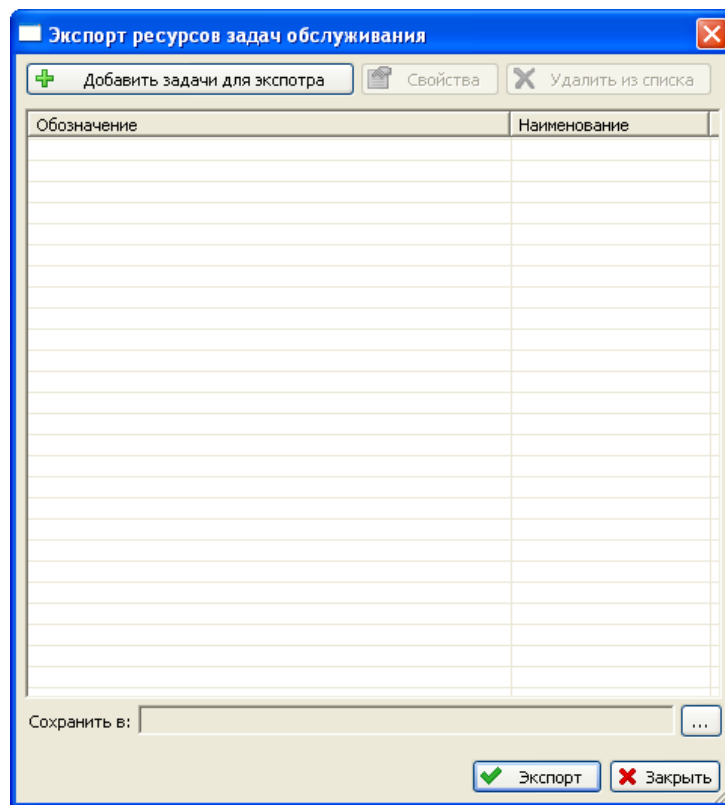 Экспорт ресурсов задач обслуживания
Добавить задачи для экспотра Свойства Удалить из списка
Обозначение Наименование
Сохранить в: ...
Экспорт Закрыть